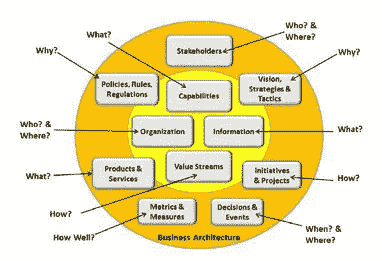 What?
Who? &
Where?
Why?
Stakeholders
Why?
Policies, Rules,
Regulations
Capabilities
Vision,
Strategies &
Tactics
Who? &
Where?
Organization
Information
What?
What?
Products &
Services
Value Streams
Initiatives
& Projects
How?
How?
Metrics &
Measures
Decisions &
Events
When? &
Where?
How Well?
Business Architecture